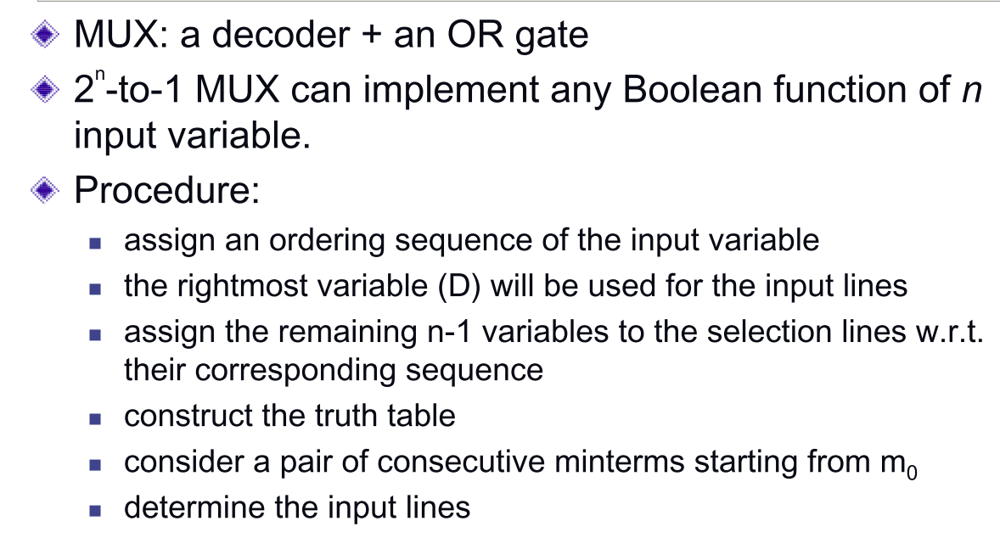 MUX: a decoder + an OR gate
2ⁿ-to-1 MUX can implement any Boolean function of n
input variable.
Procedure:
assign an ordering sequence of the input variable
the rightmost variable (D) will be used for the input lines
assign the remaining n-1 variables to the selection lines w.r.t.
their corresponding sequence
construct the truth table
consider a pair of consecutive minterms starting from m₀
determine the input lines